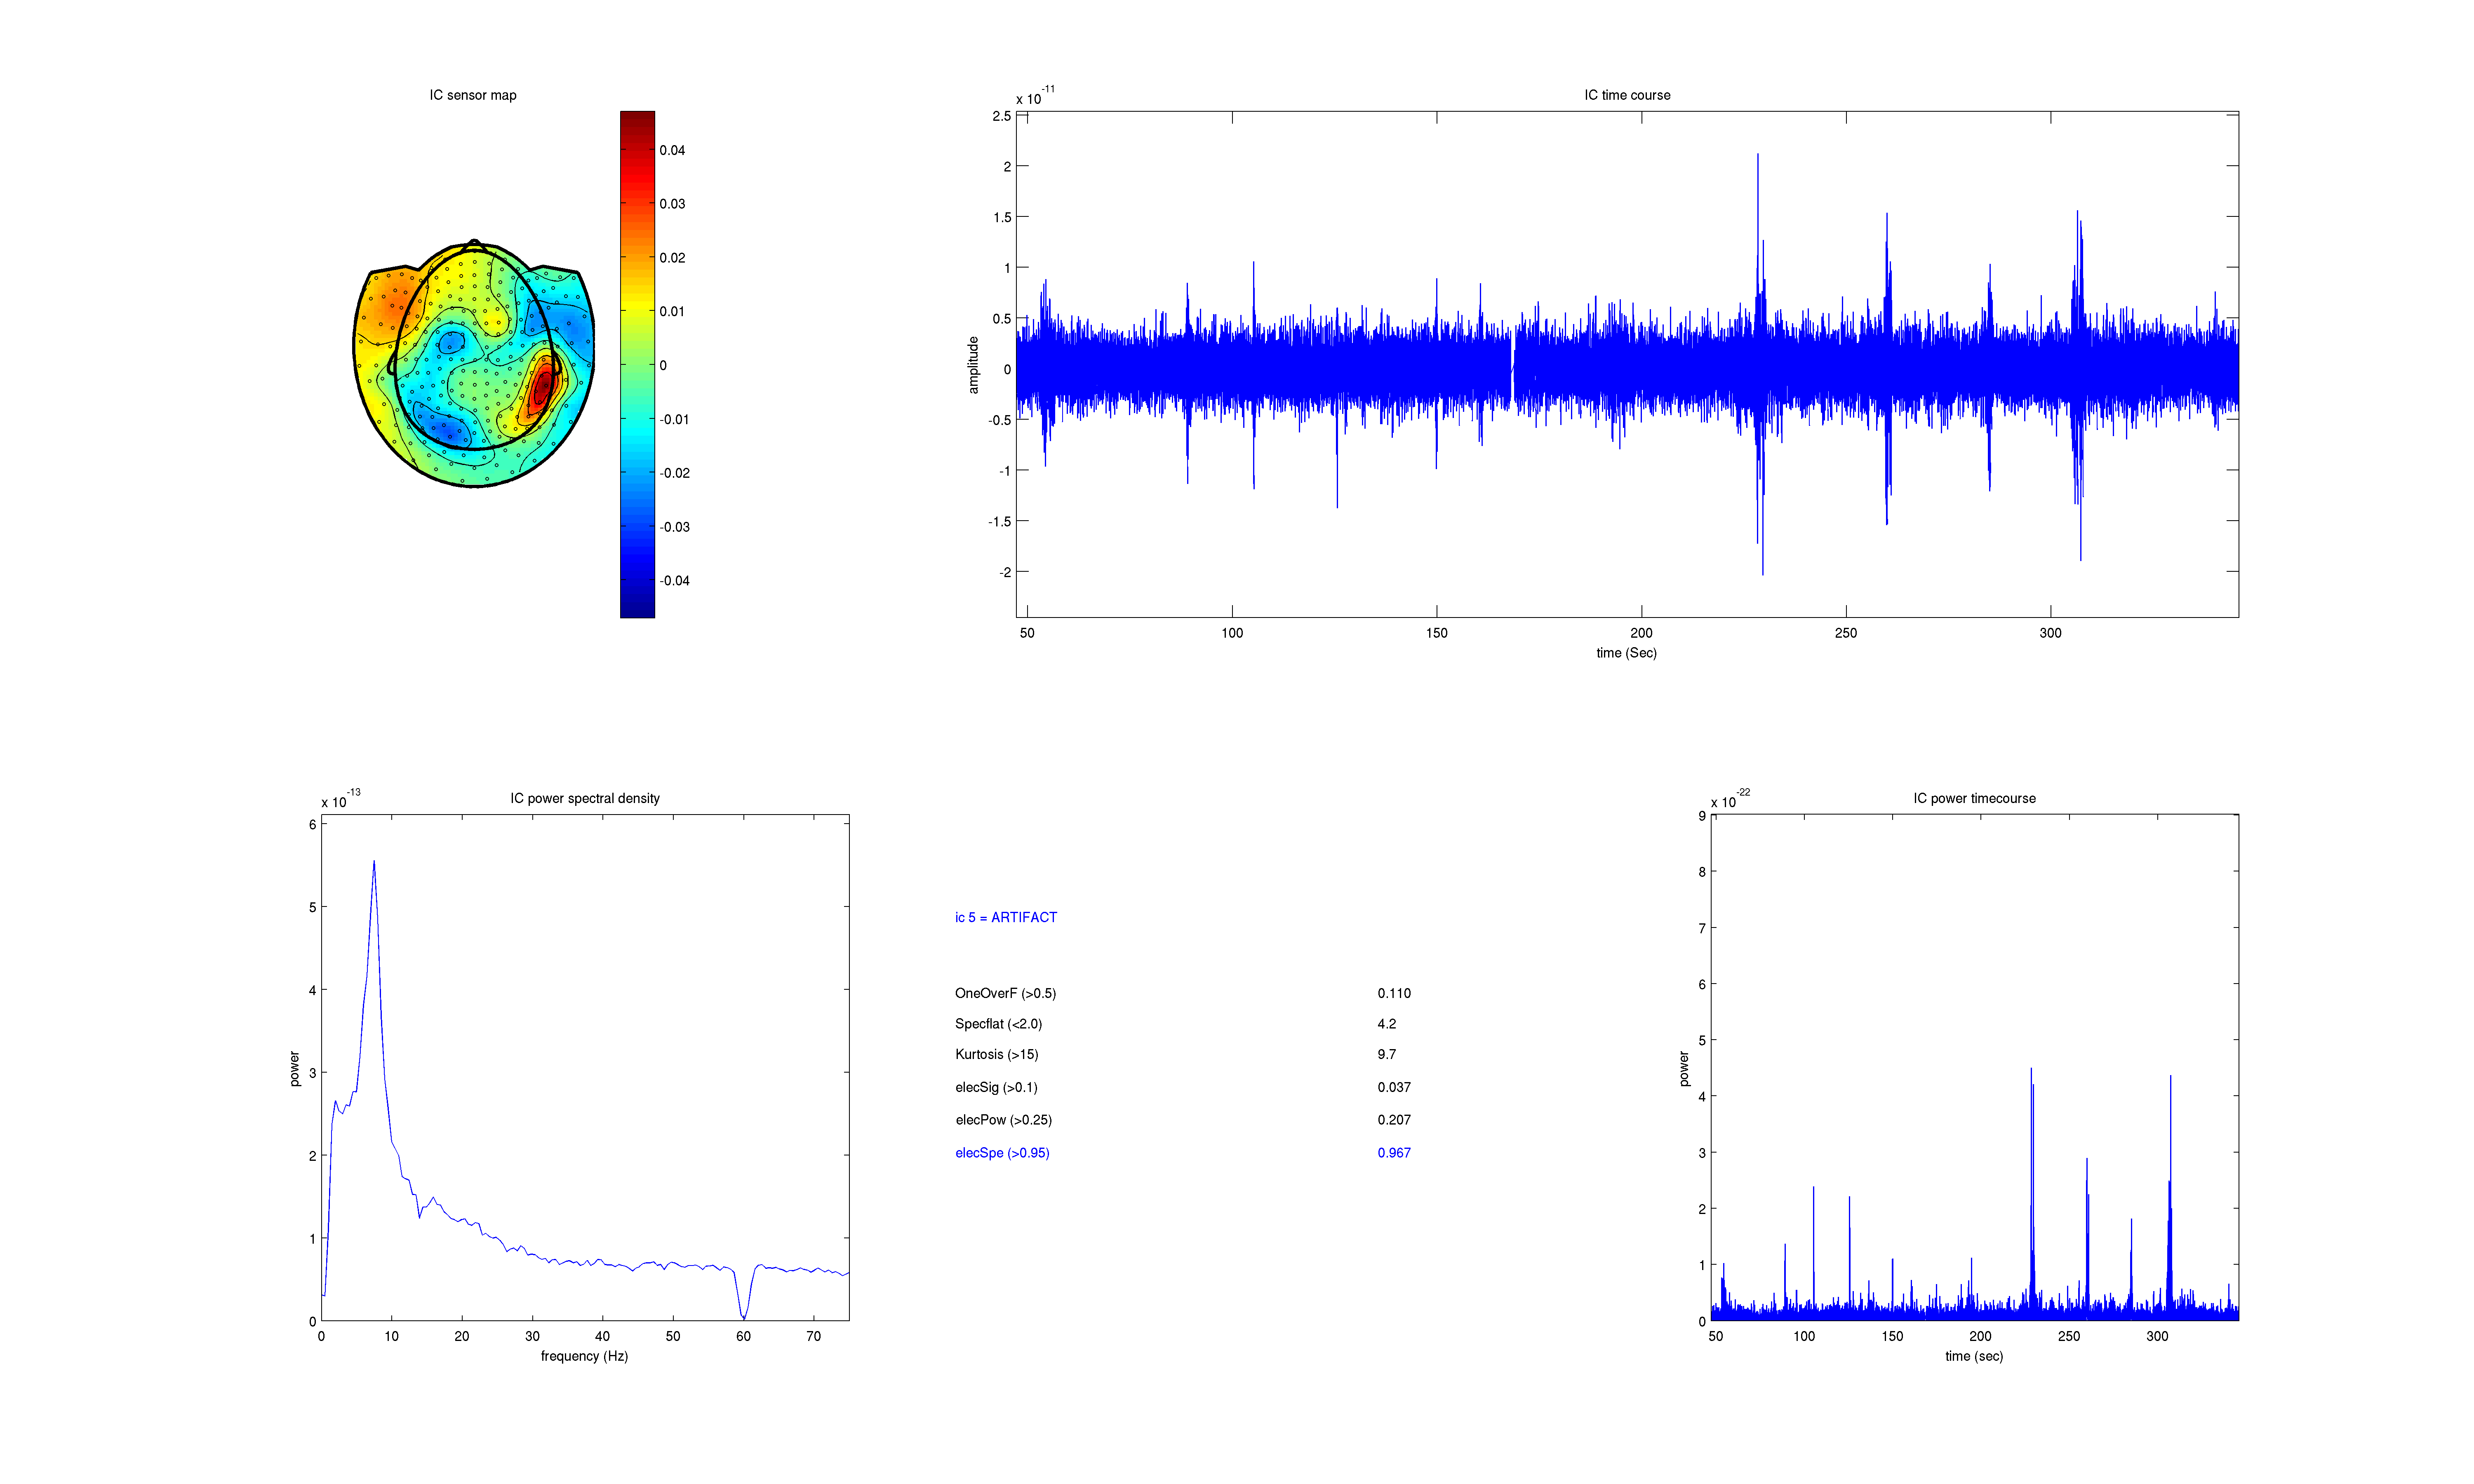 IC sensor map
0.04
0.03
0.02
0.01
0
-0.01
-0.02
-0.03
-0.04
IC time course
x 10^-11
2.5
2
1.5
1
0.5
0
-0.5
-1
-1.5
-2
amplitude
50 100 150 200 250 300
time (Sec)
IC power spectral density
x 10^-13
6
5
4
3
2
1
0
power
0 10 20 30 40 50 60 70
frequency (Hz)
ic 5 = ARTIFACT
OneOverF (>0.5) 0.110
Specflat (<2.0) 4.2
Kurtosis (>15) 9.7
elecSig (>0.1) 0.037
elecPow (>0.25) 0.207
elecSpe (>0.95) 0.967
IC power timecourse
x 10^-22
9
8
7
6
5
4
3
2
1
0
power
50 100 150 200 250 300
time (sec)